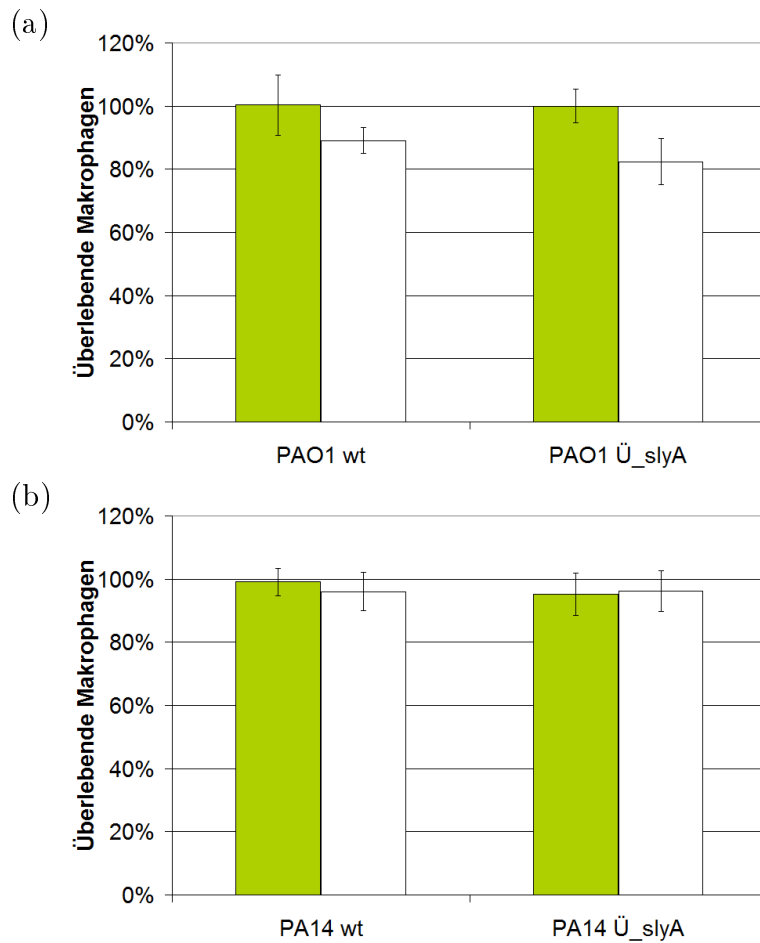 (a)
120%
100%
80%
60%
40%
20%
0%
Überlebende Makrophagen
PAO1 wt
PAO1 Ü_slyA
(b)
120%
100%
80%
60%
40%
20%
0%
Überlebende Makrophagen
PA14 wt
PA14 Ü_slyA